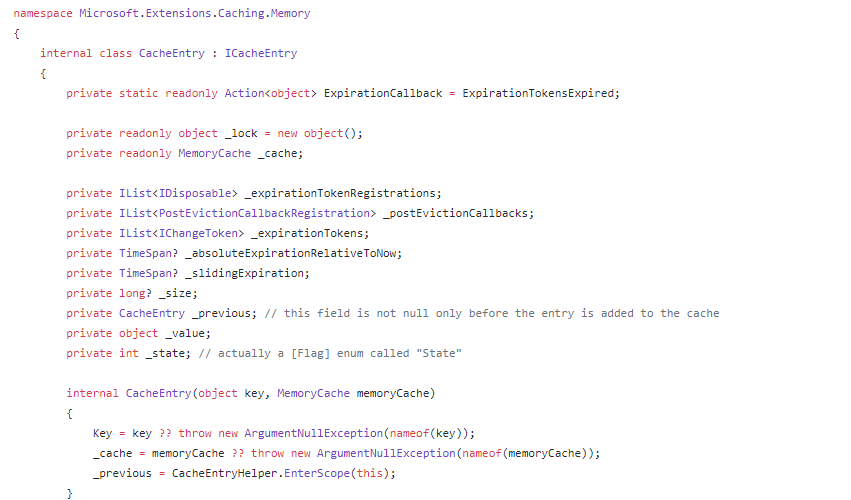 namespace Microsoft.Extensions.Caching.Memory
{
    internal class CacheEntry : ICacheEntry
    {
        private static readonly Action<object> ExpirationCallback = ExpirationTokensExpired;

        private readonly object _lock = new object();
        private readonly MemoryCache _cache;

        private IList<IDisposable> _expirationTokenRegistrations;
        private IList<PostEvictionCallbackRegistration> _postEvictionCallbacks;
        private IList<IChangeToken> _expirationTokens;
        private TimeSpan? _absoluteExpirationRelativeToNow;
        private TimeSpan? _slidingExpiration;
        private long? _size;
        private CacheEntry _previous; // this field is not null only before the entry is added to the cache
        private object _value;
        private int _state; // actually a [Flag] enum called "State"

        internal CacheEntry(object key, MemoryCache memoryCache)
        {
            Key = key ?? throw new ArgumentNullException(nameof(key));
            _cache = memoryCache ?? throw new ArgumentNullException(nameof(memoryCache));
            _previous = CacheEntryHelper.EnterScope(this);
        }